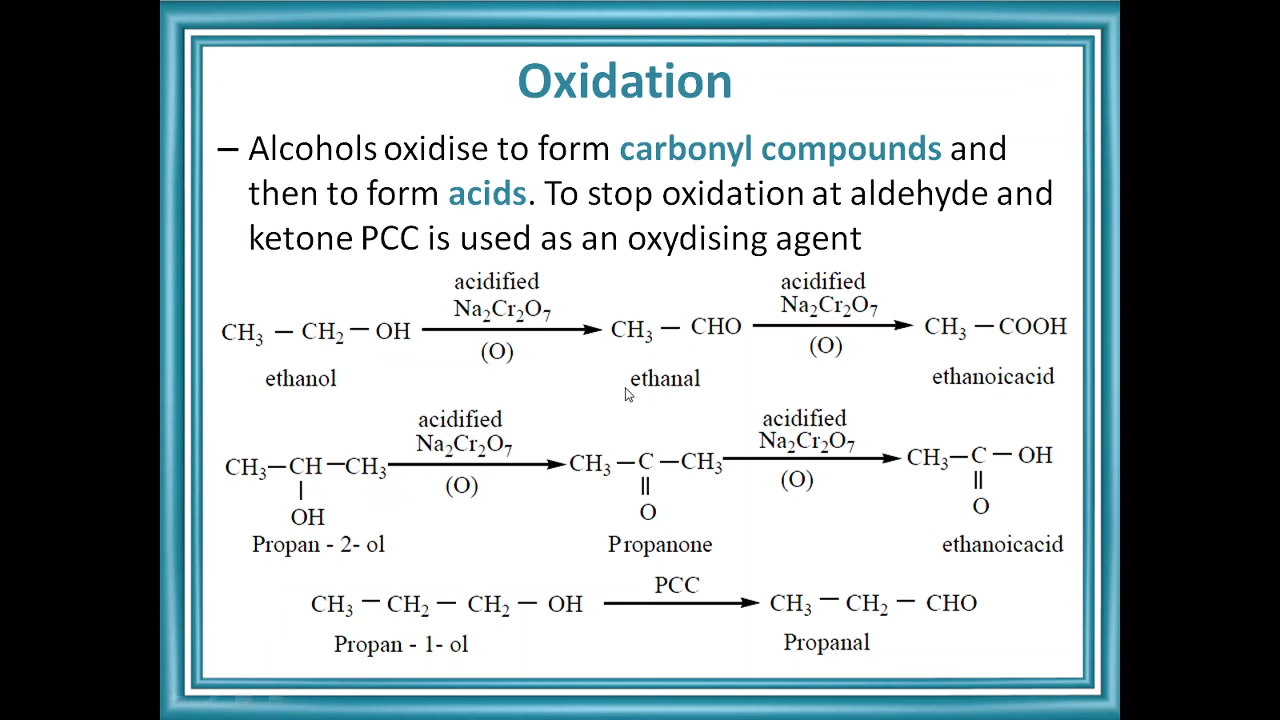 Oxidation
– Alcohols oxidise to form carbonyl compounds and
then to form acids. To stop oxidation at aldehyde and
ketone PCC is used as an oxydising agent
acidified acidified
Na₂Cr₂O₇ Na₂Cr₂O₇
CH₃ — CH₂ — OH CH₃ — CHO CH₃ — COOH
(O) (O)
ethanol ethanal ethanoicacid
acidified acidified
Na₂Cr₂O₇ Na₂Cr₂O₇
CH₃—CH—CH₃ CH₃—C—CH₃ CH₃—C—OH
(O) (O)
OH O O
Propan - 2- ol Propanone ethanoicacid
PCC
CH₃ — CH₂ — CH₂ — OH CH₃ — CH₂ — CHO
Propan - 1- ol Propanal